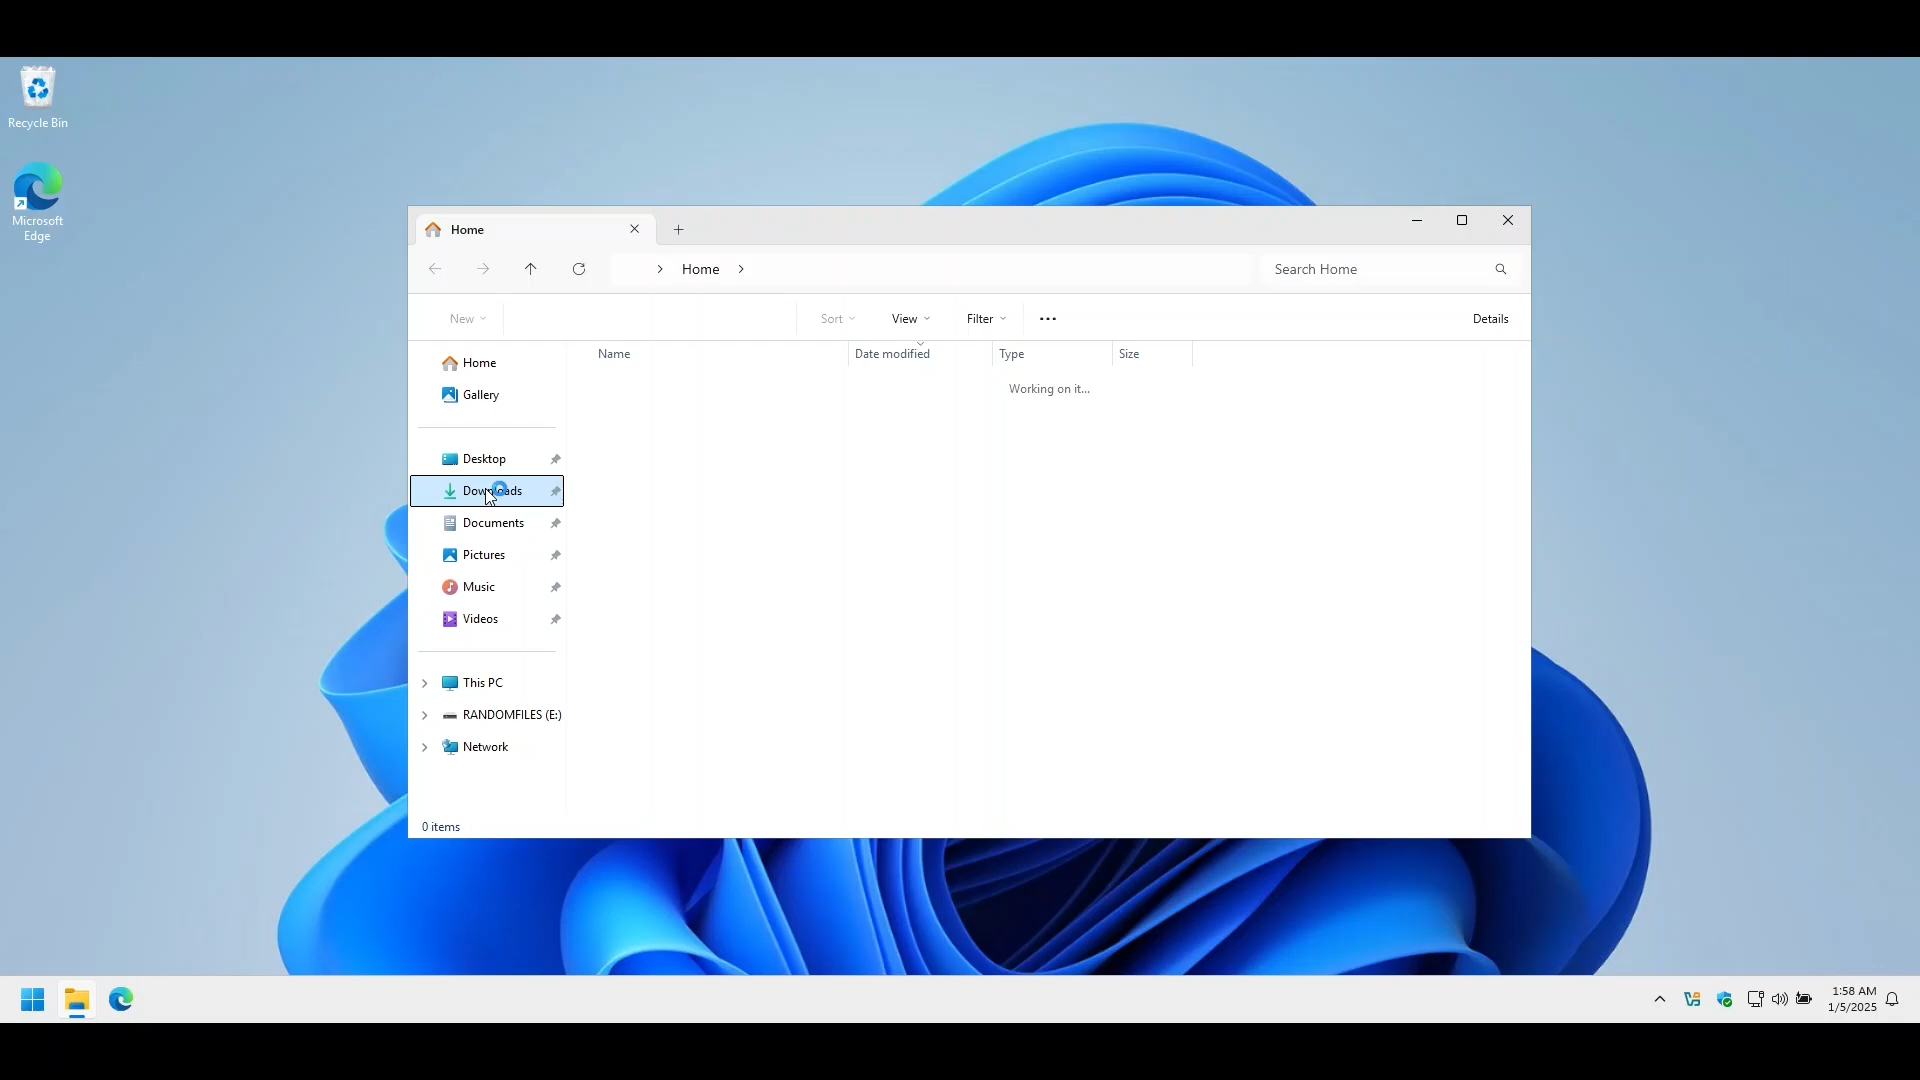 Recycle Bin
Microsoft
Edge
Home
Home
Search Home
New
Sort
View
Filter
Details
Name
Date modified
Type
Size
Working on it...
Home
Gallery
Desktop
Downloads
Documents
Pictures
Music
Videos
This PC
RANDOMFILES (E:)
Network
0 items
1:58 AM
1/5/2025